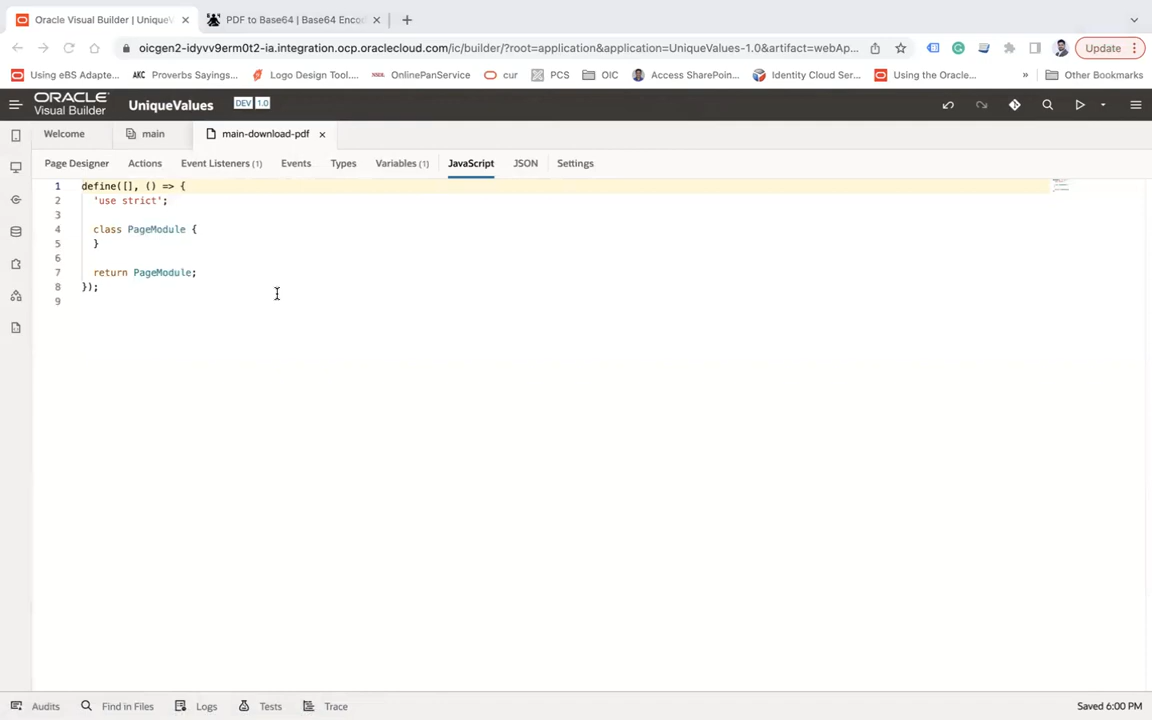 Oracle Visual Builder | UniqueV PDF to Base64 | Base64 Enco
oicgen2-idyvv9erm0t2-ia.integration.ocp.oraclecloud.com/ic/builder/?root=application&application=UniqueValues-1.0&artifact=webAp... Update
Using eBS Adapte... AKC Proverbs Sayings... Logo Design Tool.... OnlinePanService cur PCS OIC Access SharePoin... Identity Cloud Ser... Using the Oracle... » Other Bookmarks
ORACLE Visual Builder UniqueValues DEV 1.0
Welcome main main-download-pdf
Page Designer Actions Event Listeners (1) Events Types Variables (1) JavaScript JSON Settings
1 define([], () => {
2 'use strict';
3
4 class PageModule {
5 }
6
7 return PageModule;
8 });
9
Audits Find in Files Logs Tests Trace Saved 6:00 PM